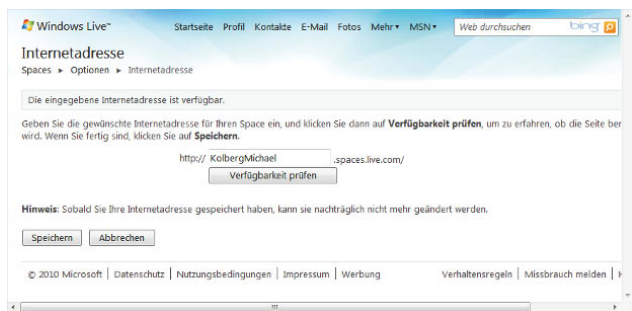 Windows Live™ Startseite Profil Kontakte E-Mail Fotos Mehr MSN Web durchsuchen bing
Internetadresse
Spaces ▸ Optionen ▸ Internetadresse
Die eingegebene Internetadresse ist verfügbar.
Geben Sie die gewünschte Internetadresse für Ihren Space ein, und klicken Sie dann auf Verfügbarkeit prüfen, um zu erfahren, ob die Seite ber
wird. Wenn Sie fertig sind, klicken Sie auf Speichern.
http:// KolbergMichael .spaces.live.com/
Verfügbarkeit prüfen
Hinweis: Sobald Sie Ihre Internetadresse gespeichert haben, kann sie nachträglich nicht mehr geändert werden.
Speichern Abbrechen
© 2010 Microsoft | Datenschutz | Nutzungsbedingungen | Impressum | Werbung Verhaltensregeln | Missbrauch melden |